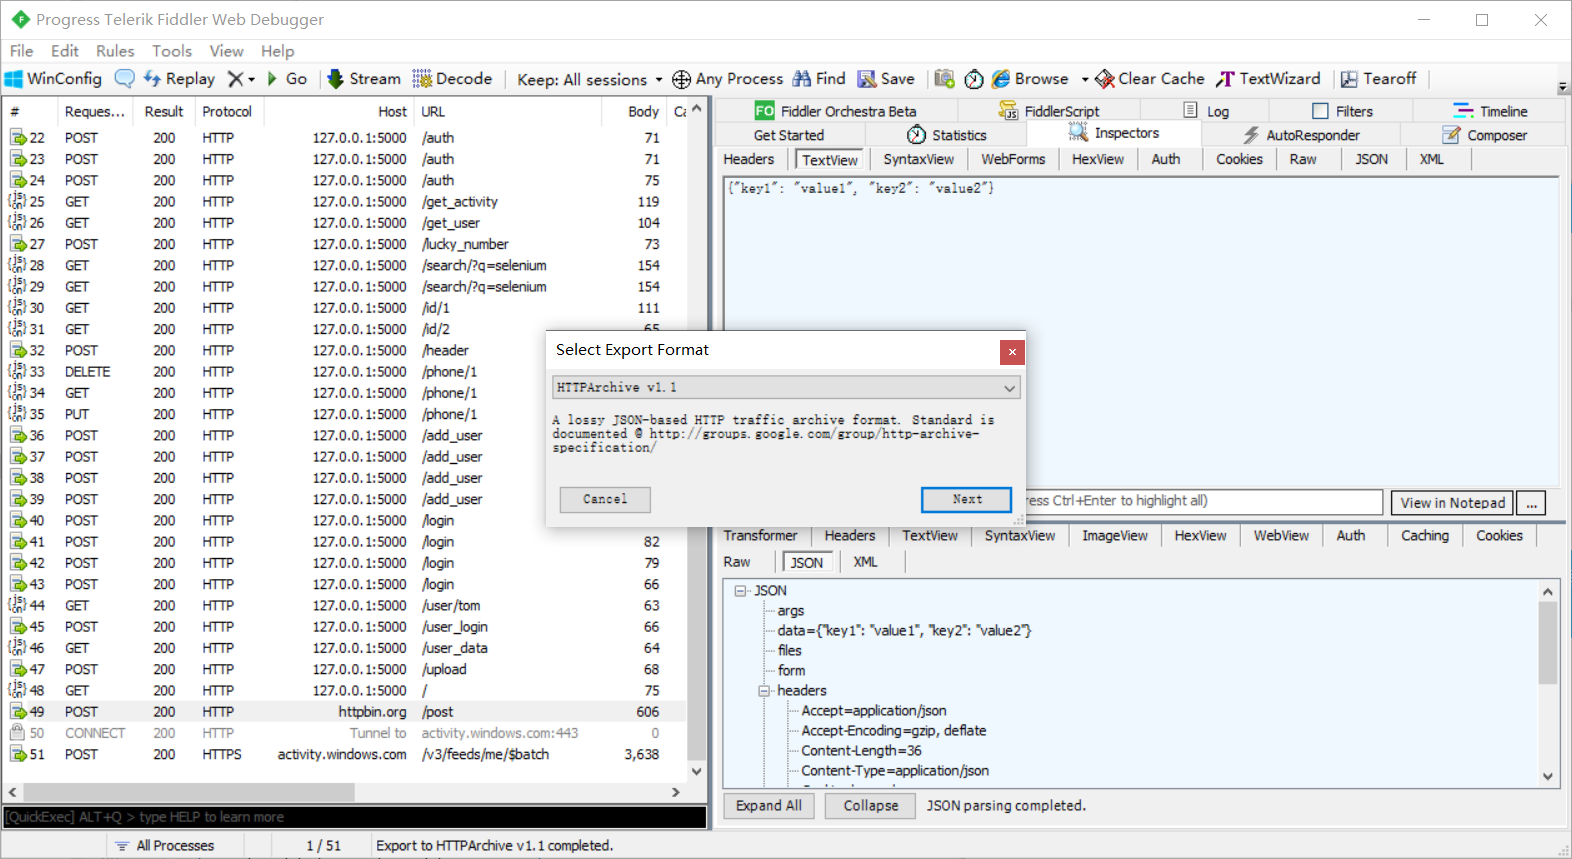 Progress Telerik Fiddler Web Debugger
File Edit Rules Tools View Help
WinConfig Replay Go Stream Decode Keep: All sessions Any Process Find Save Browse Clear Cache TextWizard Tearoff
# Reques... Result Protocol Host URL Body Ca
22 POST 200 HTTP 127.0.0.1:5000 /auth 71
23 POST 200 HTTP 127.0.0.1:5000 /auth 71
24 POST 200 HTTP 127.0.0.1:5000 /auth 75
25 GET 200 HTTP 127.0.0.1:5000 /get_activity 119
26 GET 200 HTTP 127.0.0.1:5000 /get_user 104
27 POST 200 HTTP 127.0.0.1:5000 /lucky_number 73
28 GET 200 HTTP 127.0.0.1:5000 /search/?q=selenium 154
29 GET 200 HTTP 127.0.0.1:5000 /search/?q=selenium 154
30 GET 200 HTTP 127.0.0.1:5000 /id/1 111
31 GET 200 HTTP 127.0.0.1:5000 /id/2 65
32 POST 200 HTTP 127.0.0.1:5000 /header
33 DELETE 200 HTTP 127.0.0.1:5000 /phone/1
34 GET 200 HTTP 127.0.0.1:5000 /phone/1
35 PUT 200 HTTP 127.0.0.1:5000 /phone/1
36 POST 200 HTTP 127.0.0.1:5000 /add_user
37 POST 200 HTTP 127.0.0.1:5000 /add_user
38 POST 200 HTTP 127.0.0.1:5000 /add_user
39 POST 200 HTTP 127.0.0.1:5000 /add_user
40 POST 200 HTTP 127.0.0.1:5000 /login
41 POST 200 HTTP 127.0.0.1:5000 /login 82
42 POST 200 HTTP 127.0.0.1:5000 /login 79
43 POST 200 HTTP 127.0.0.1:5000 /login 66
44 GET 200 HTTP 127.0.0.1:5000 /user/tom 63
45 POST 200 HTTP 127.0.0.1:5000 /user_login 66
46 GET 200 HTTP 127.0.0.1:5000 /user_data 64
47 POST 200 HTTP 127.0.0.1:5000 /upload 68
48 GET 200 HTTP 127.0.0.1:5000 / 75
49 POST 200 HTTP httpbin.org /post 606
50 CONNECT 200 HTTP Tunnel to activity.windows.com:443 0
51 POST 200 HTTPS activity.windows.com /v3/feeds/me/$batch 3,638
[QuickExec] ALT+Q > type HELP to learn more
All Processes 1 / 51 Export to HTTPArchive v1.1 completed.
FO Fiddler Orchestra Beta FiddlerScript Log Filters Timeline
Get Started Statistics Inspectors AutoResponder Composer
Headers TextView SyntaxView WebForms HexView Auth Cookies Raw JSON XML
{"key1": "value1", "key2": "value2"}
Select Export Format
HTTPArchive v1.1
A lossy JSON-based HTTP traffic archive format. Standard is
documented @ http://groups.google.com/group/http-archive-
specification/
Cancel Next
ress Ctrl+Enter to highlight all) View in Notepad ...
Transformer Headers TextView SyntaxView ImageView HexView WebView Auth Caching Cookies
Raw JSON XML
JSON
args
data={"key1": "value1", "key2": "value2"}
files
form
headers
Accept=application/json
Accept-Encoding=gzip, deflate
Content-Length=36
Content-Type=application/json
Expand All Collapse JSON parsing completed.